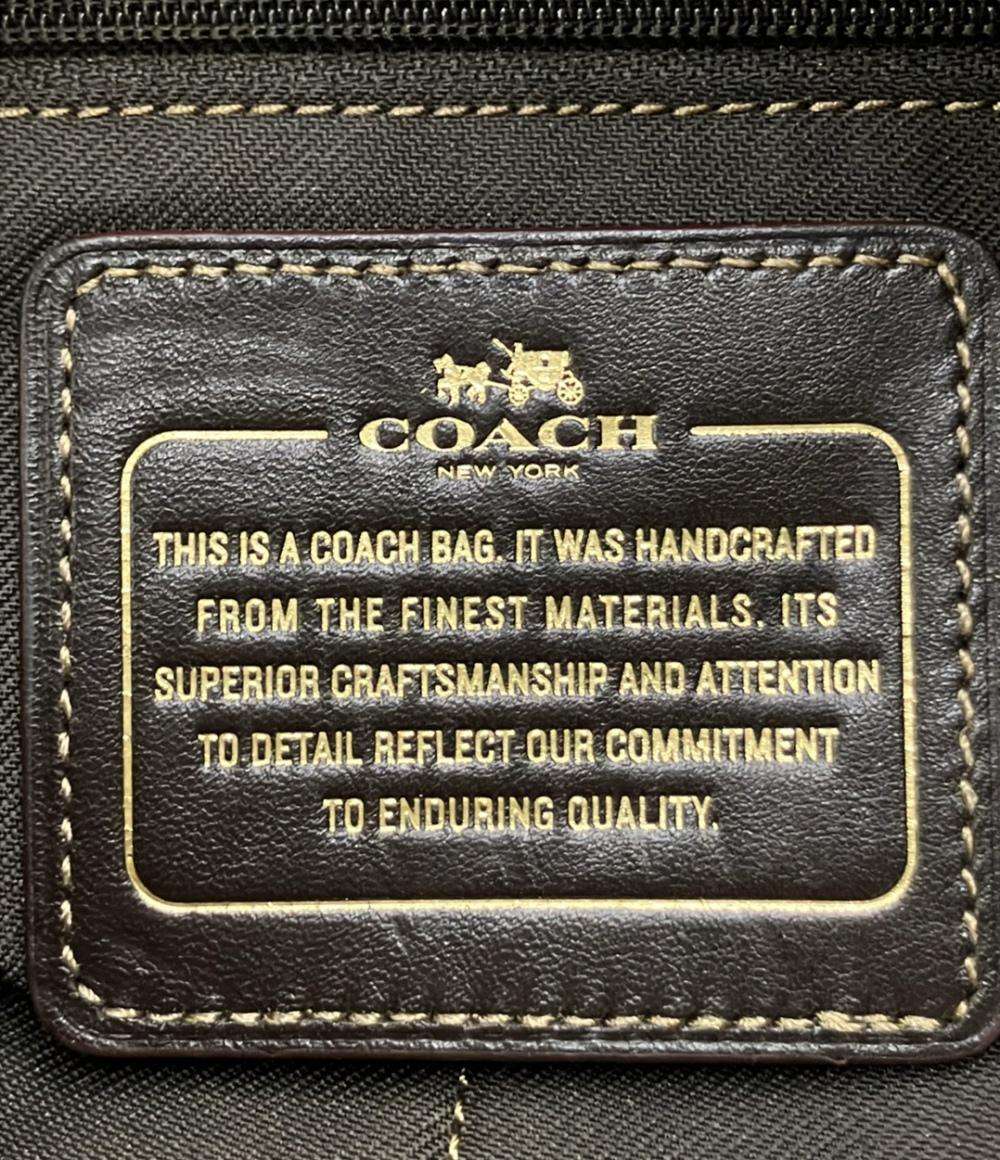 COACH
NEW YORK
THIS IS A COACH BAG. IT WAS HANDCRAFTED
FROM THE FINEST MATERIALS. ITS
SUPERIOR CRAFTSMANSHIP AND ATTENTION
TO DETAIL REFLECT OUR COMMITMENT
TO ENDURING QUALITY.